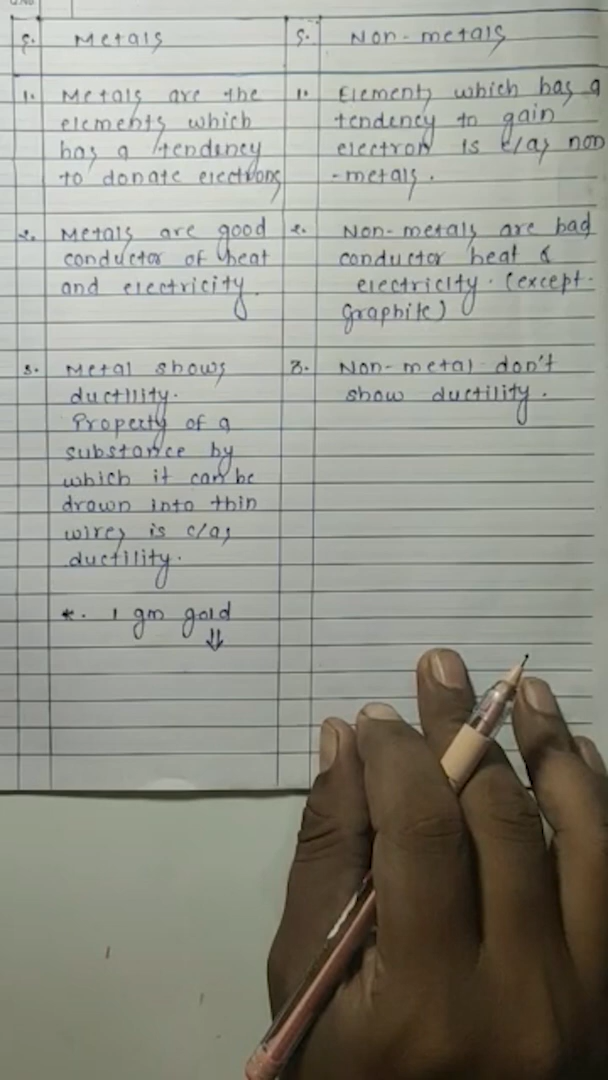 S. Metals S. Non-metals
1. Metals are the
elements which
has a tendency
to donate electrons
1. Elements which has a
tendency to gain
electron is c/as non
-metals.
2. Metals are good
conductor of heat
and electricity.
2. Non-metals are bad
conductor heat &
electricity. (except-
Graphite)
3. Metal shows
ductility.
Property of a
substance by
which it can be
drawn into thin
wires is c/as
ductility.
*. 1 gm gold
⇓
3. Non-metal don't
show ductility.